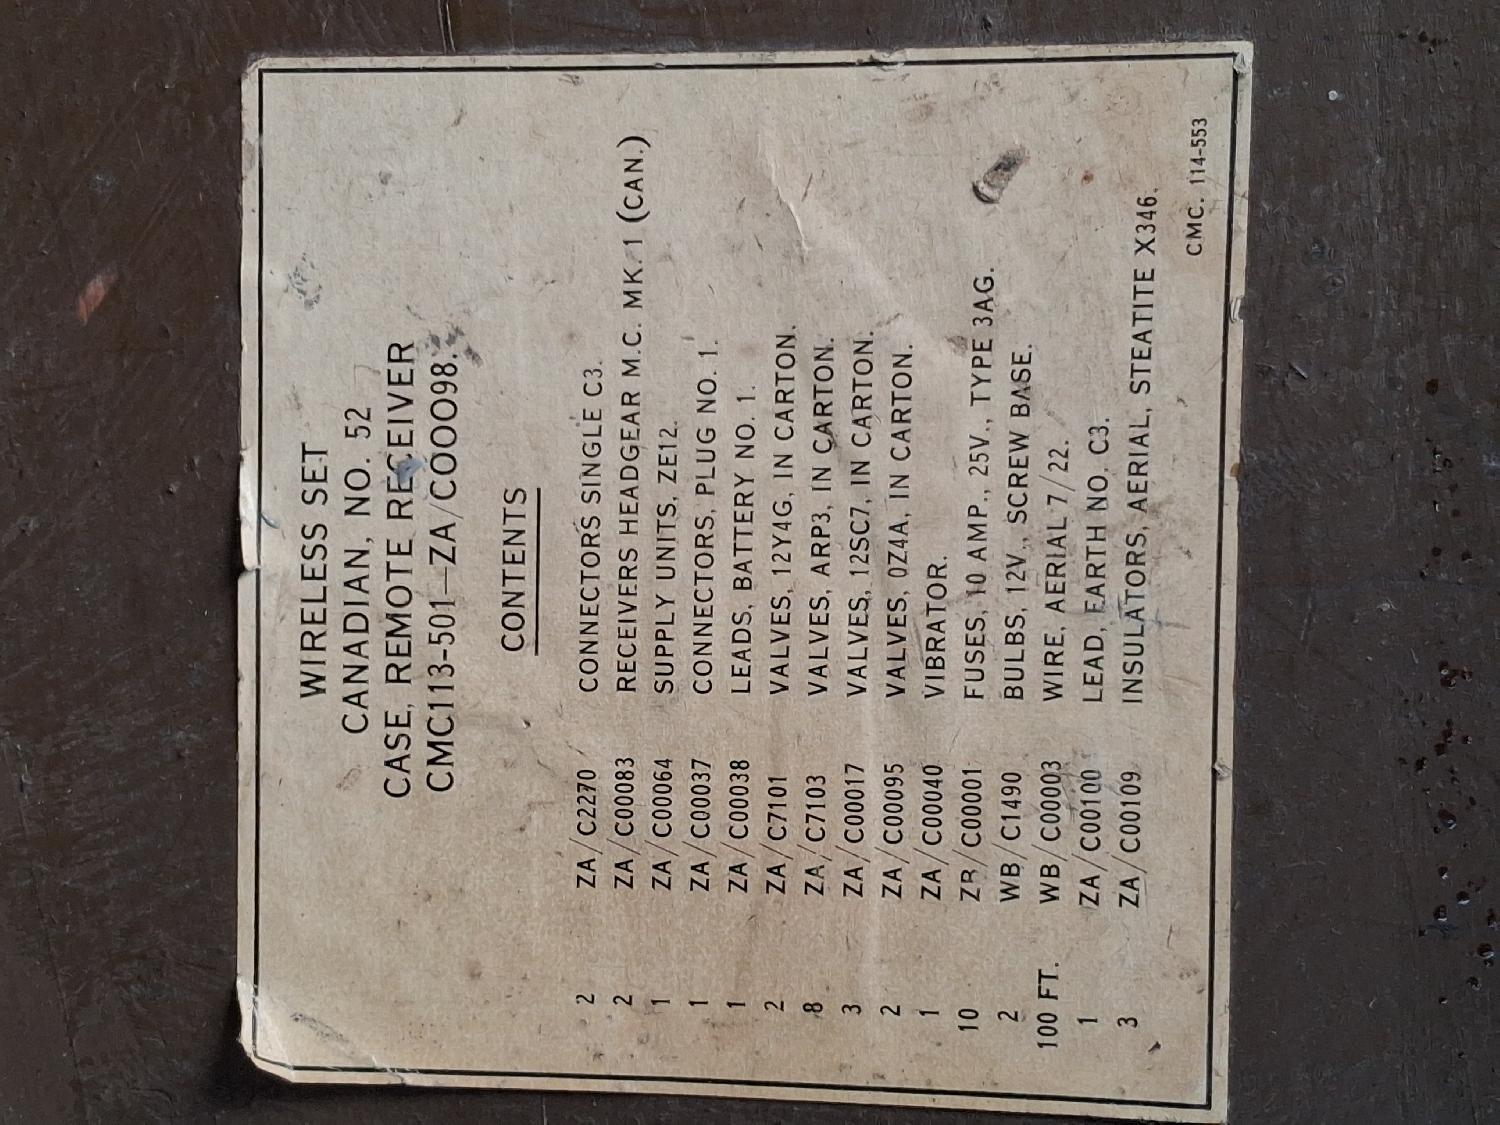 WIRELESS SET
CANADIAN, NO. 52
CASE, REMOTE RECEIVER
CMC113-501—ZA/C00098.
CONTENTS
2 ZA/C2270 CONNECTORS SINGLE C3.
2 ZA/C00083 RECEIVERS HEADGEAR M.C. MK. 1 (CAN.)
1 ZA/C00064 SUPPLY UNITS, ZE12.
1 ZA/C00037 CONNECTORS, PLUG NO. 1.
1 ZA/C00038 LEADS, BATTERY NO. 1.
2 ZA/C7101 VALVES, 12Y4G, IN CARTON.
8 ZA/C7103 VALVES, ARP3, IN CARTON.
3 ZA/C00017 VALVES, 12SC7, IN CARTON.
2 ZA/C00095 VALVES, 0Z4A, IN CARTON.
1 ZA/C00040 VIBRATOR.
10 ZB/C00001 FUSES, 10 AMP., 25V., TYPE 3AG.
2 WB/C1490 BULBS, 12V., SCREW BASE.
100 FT. WB/C00003 WIRE, AERIAL 7/22.
1 ZA/C00100 LEAD, EARTH NO. C3.
3 ZA/C00109 INSULATORS, AERIAL, STEATITE X346.
CMC. 114-553